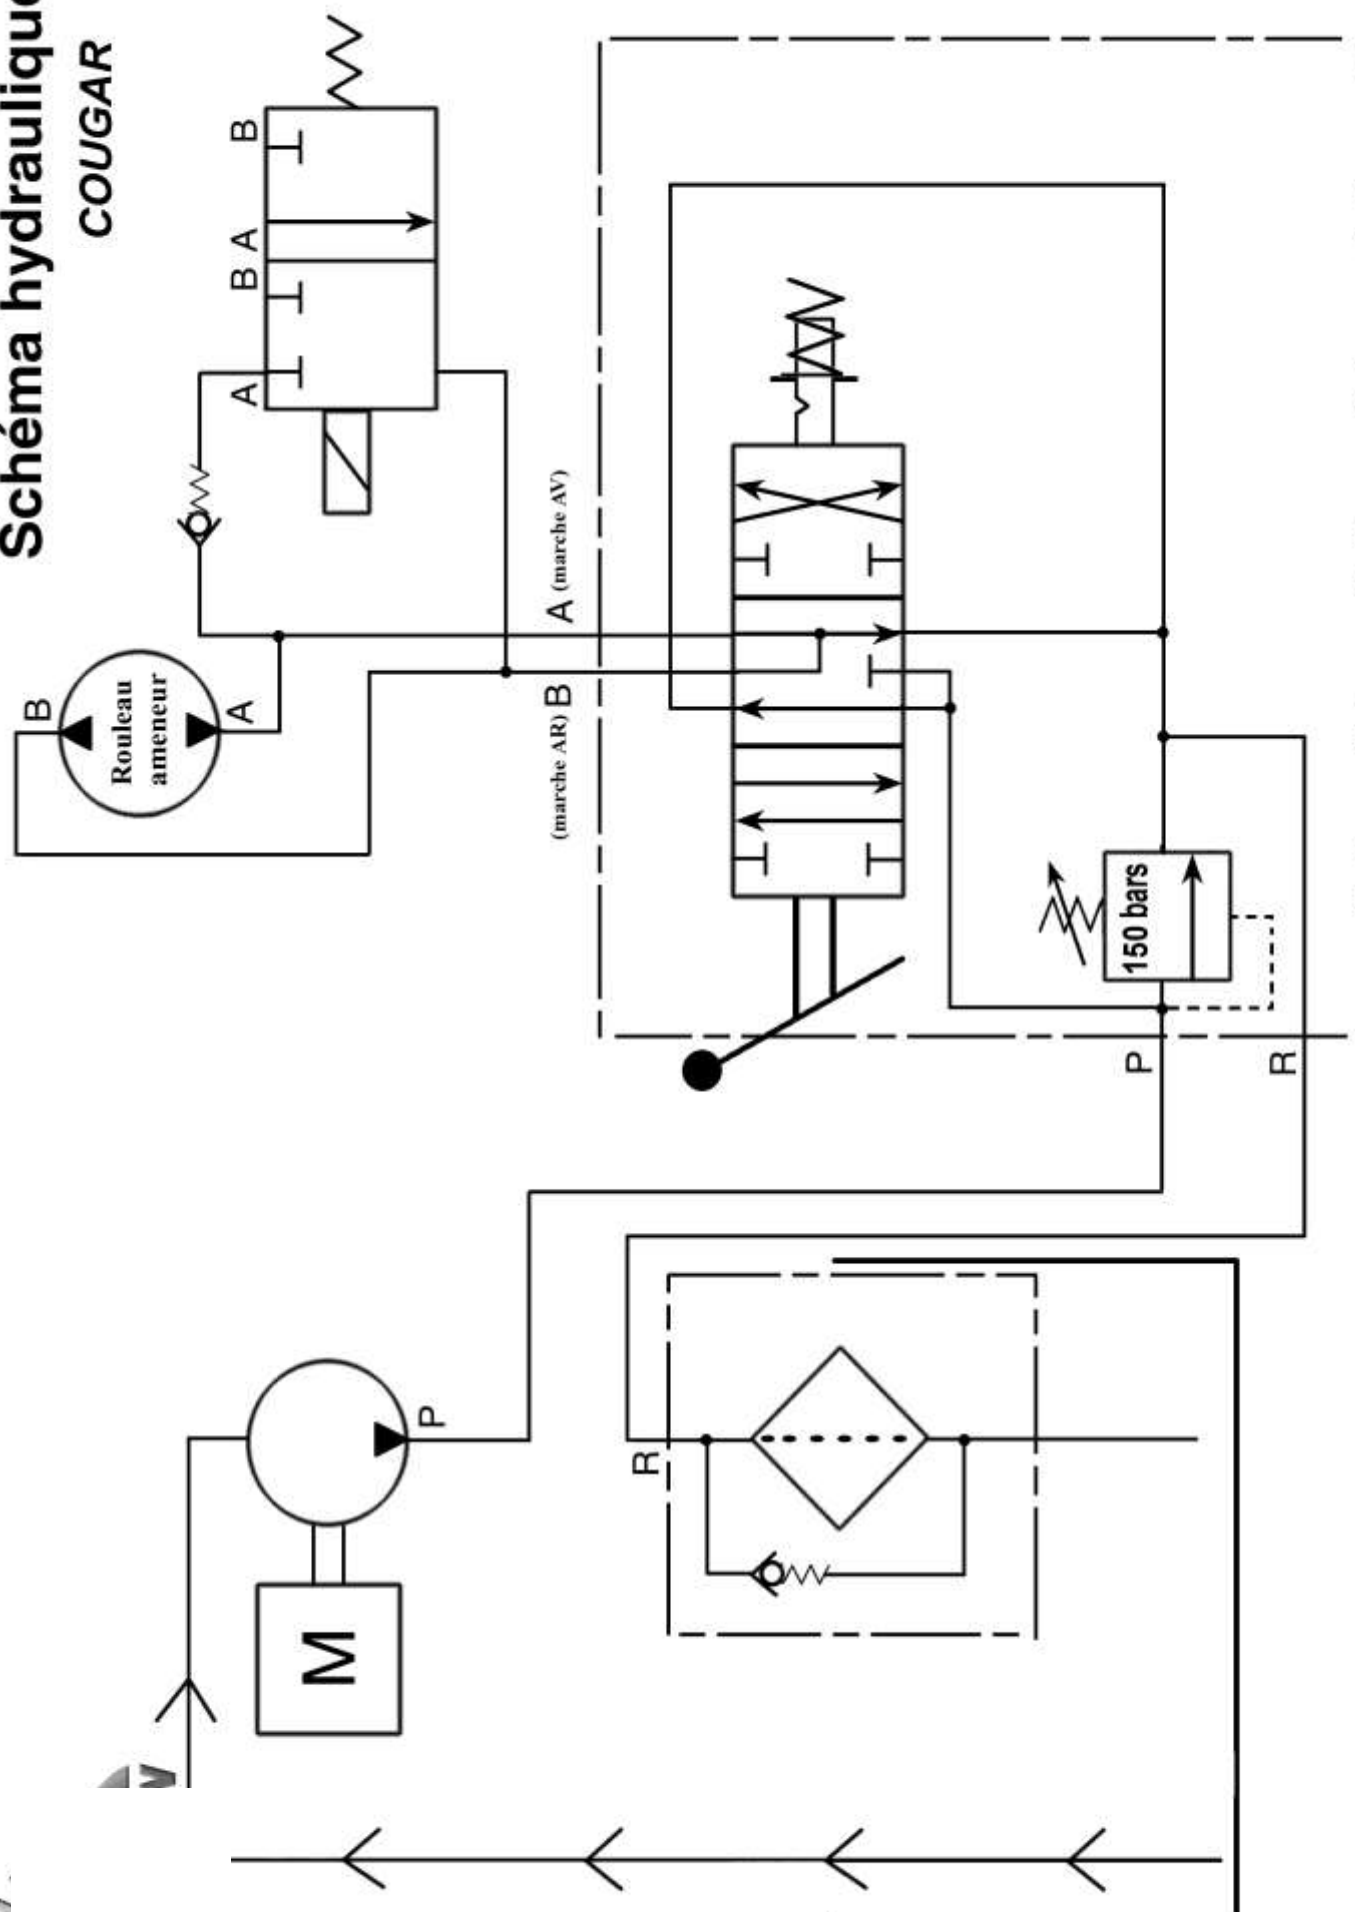 Schéma hydraulique
COUGAR
B
A
B
A
B
Rouleau
ameneur
A
A (marche AV)
(marche AR) B
150 bars
P
R
P
R
M